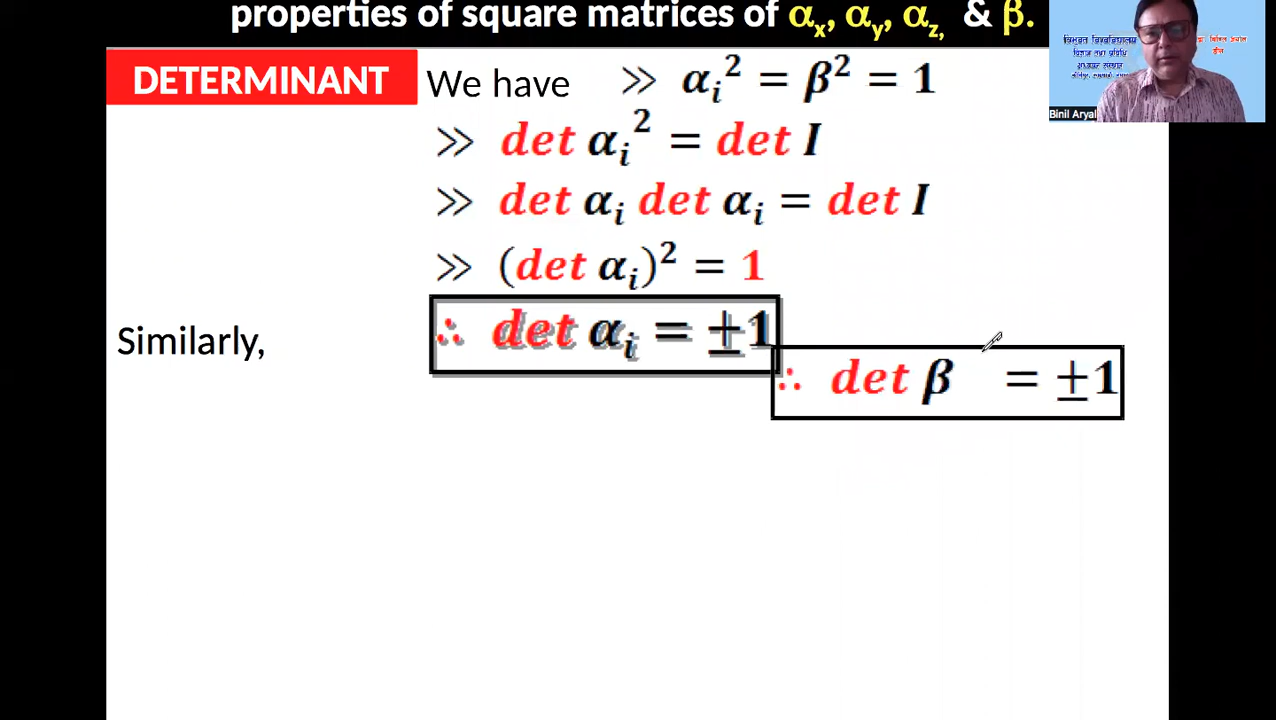 properties of square matrices of αx, αy, αz, & β.
DETERMINANT We have ≫ αᵢ² = β² = 1
≫ det αᵢ² = det I
≫ det αᵢ det αᵢ = det I
≫ (det αᵢ)² = 1
∴ det αᵢ = ±1
Similarly,
∴ det β = ±1
Binil Aryal